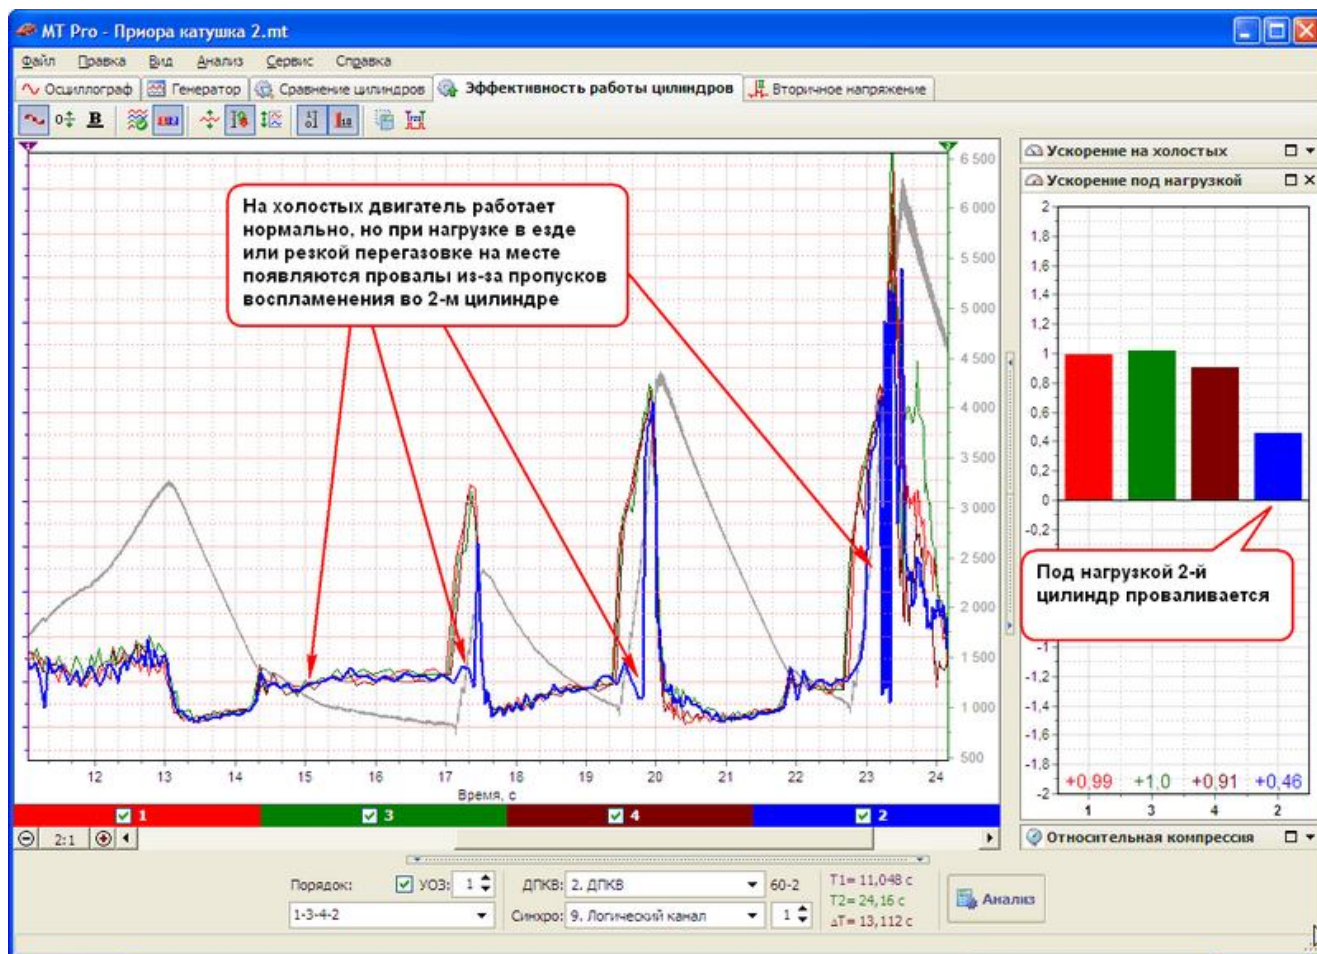 MT Pro - Приора катушка 2.mt
Файл Правка Вид Анализ Сервис Справка
Осциллограф Генератор Сравнение цилиндров Эффективность работы цилиндров Вторичное напряжение
Ускорение на холостых
Ускорение под нагрузкой
На холостых двигатель работает
нормально, но при нагрузке в езде
или резкой перегазовке на месте
появляются провалы из-за пропусков
воспламенения во 2-м цилиндре
6 500
6 000
5 500
5 000
4 500
4 000
3 500
3 000
2 500
2 000
1 500
1 000
500
12 13 14 15 16 17 18 19 20 21 22 23 24
Время, с
2
1,8
1,6
1,4
1,2
1
0,8
0,6
0,4
0,2
0
-0,2
Под нагрузкой 2-й
цилиндр проваливается
-1
-1,2
-1,4
-1,6
-1,8
-2
+0,99 +1,0 +0,91 +0,46
1 3 4 2
1 3 4 2
2:1
Относительная компрессия
Порядок: УОЗ: 1 ДПКВ: 2. ДПКВ 60-2
1-3-4-2 Синхро: 9. Логический канал 1
T1= 11,048 с
T2= 24,16 с
ΔT= 13,112 с
Анализ